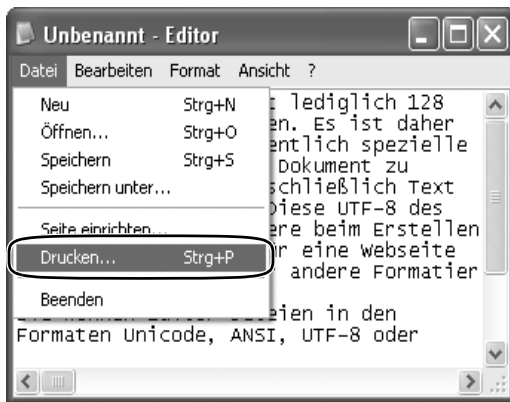 Unbenannt - Editor
Datei Bearbeiten Format Ansicht ?
Neu Strg+N
Öffnen... Strg+O
Speichern Strg+S
Speichern unter...
Seite einrichten...
Drucken... Strg+P
Beenden
lediglich 128
en. Es ist daher
entlich spezielle
Dokument zu
schließlich Text
Diese UTF-8 des
ere beim Erstellen
r eine Webseite
andere Formatier
eien in den
Formaten Unicode, ANSI, UTF-8 oder